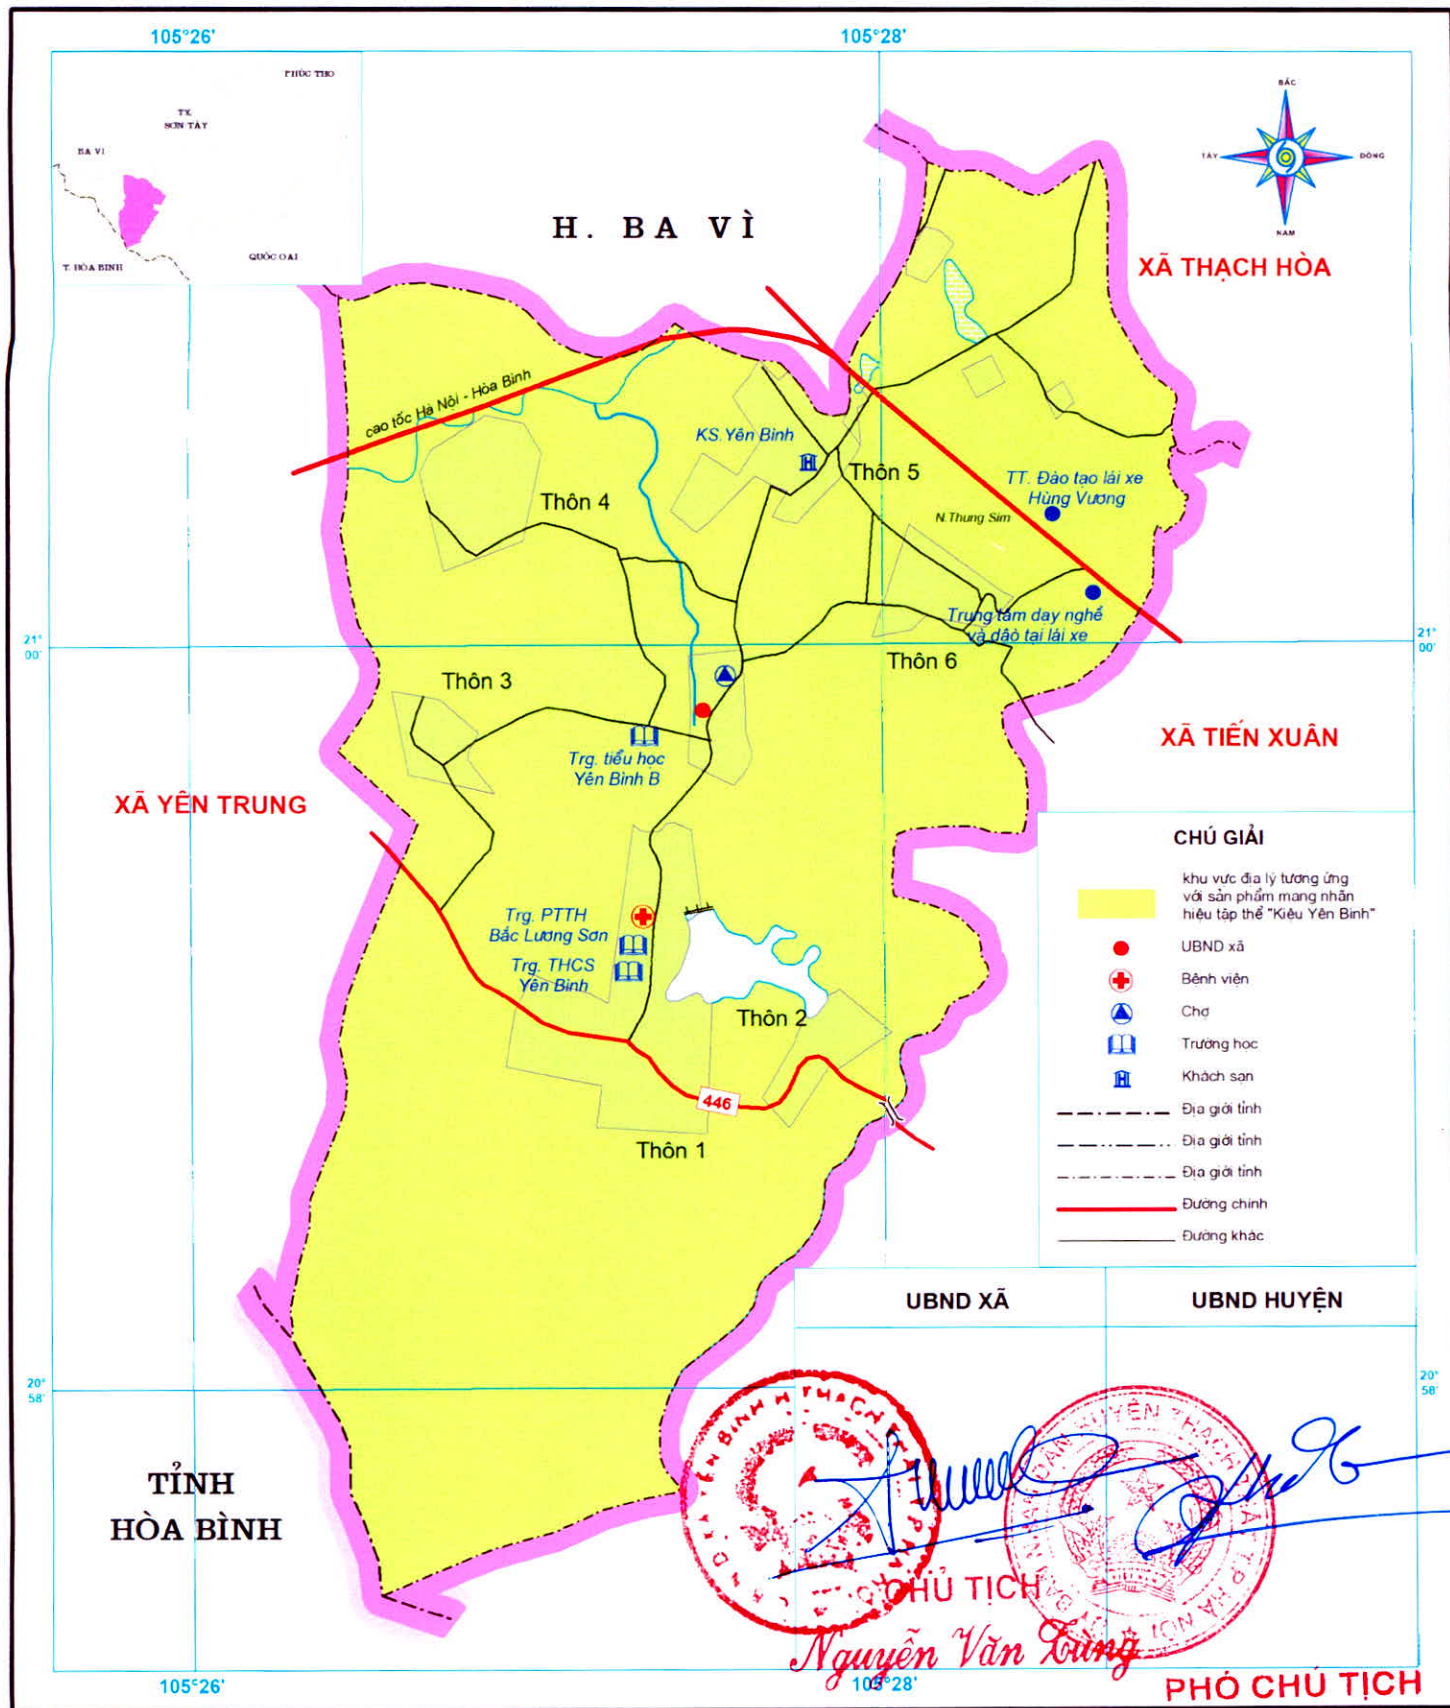 105°26'
105°28'
PHÚC THỌ
TX.
SƠN TÂY
BA VÌ
T. HÒA BÌNH
QUỐC OAI
BẮC
TÂY
ĐÔNG
NAM
H. BA VÌ
XÃ THẠCH HÒA
cao tốc Hà Nội - Hòa Bình
KS.Yên Bình
Thôn 5
Thôn 4
TT. Đào tạo lái xe
Hùng Vương
N.Thung Sim
Trung tâm dạy nghề
và đào tại lái xe
21°
00'
21°
00'
Thôn 6
Thôn 3
XÃ TIẾN XUÂN
Trg. tiểu học
Yên Bình B
XÃ YÊN TRUNG
Trg. PTTH
Bắc Lương Sơn
Trg. THCS
Yên Bình
Thôn 2
446
Thôn 1
CHÚ GIẢI
khu vực địa lý tương ứng
với sản phẩm mang nhãn
hiệu tập thể "Kiệu Yên Bình"
UBND xã
Bệnh viện
Chợ
Trường học
Khách sạn
Địa giới tỉnh
Địa giới tỉnh
Địa giới tỉnh
Đường chính
Đường khác
UBND XÃ
UBND HUYỆN
20°
58'
20°
58'
TỈNH
HÒA BÌNH
CHỦ TỊCH
Nguyễn Văn Dũng
PHÓ CHỦ TỊCH
105°26'
105°28'